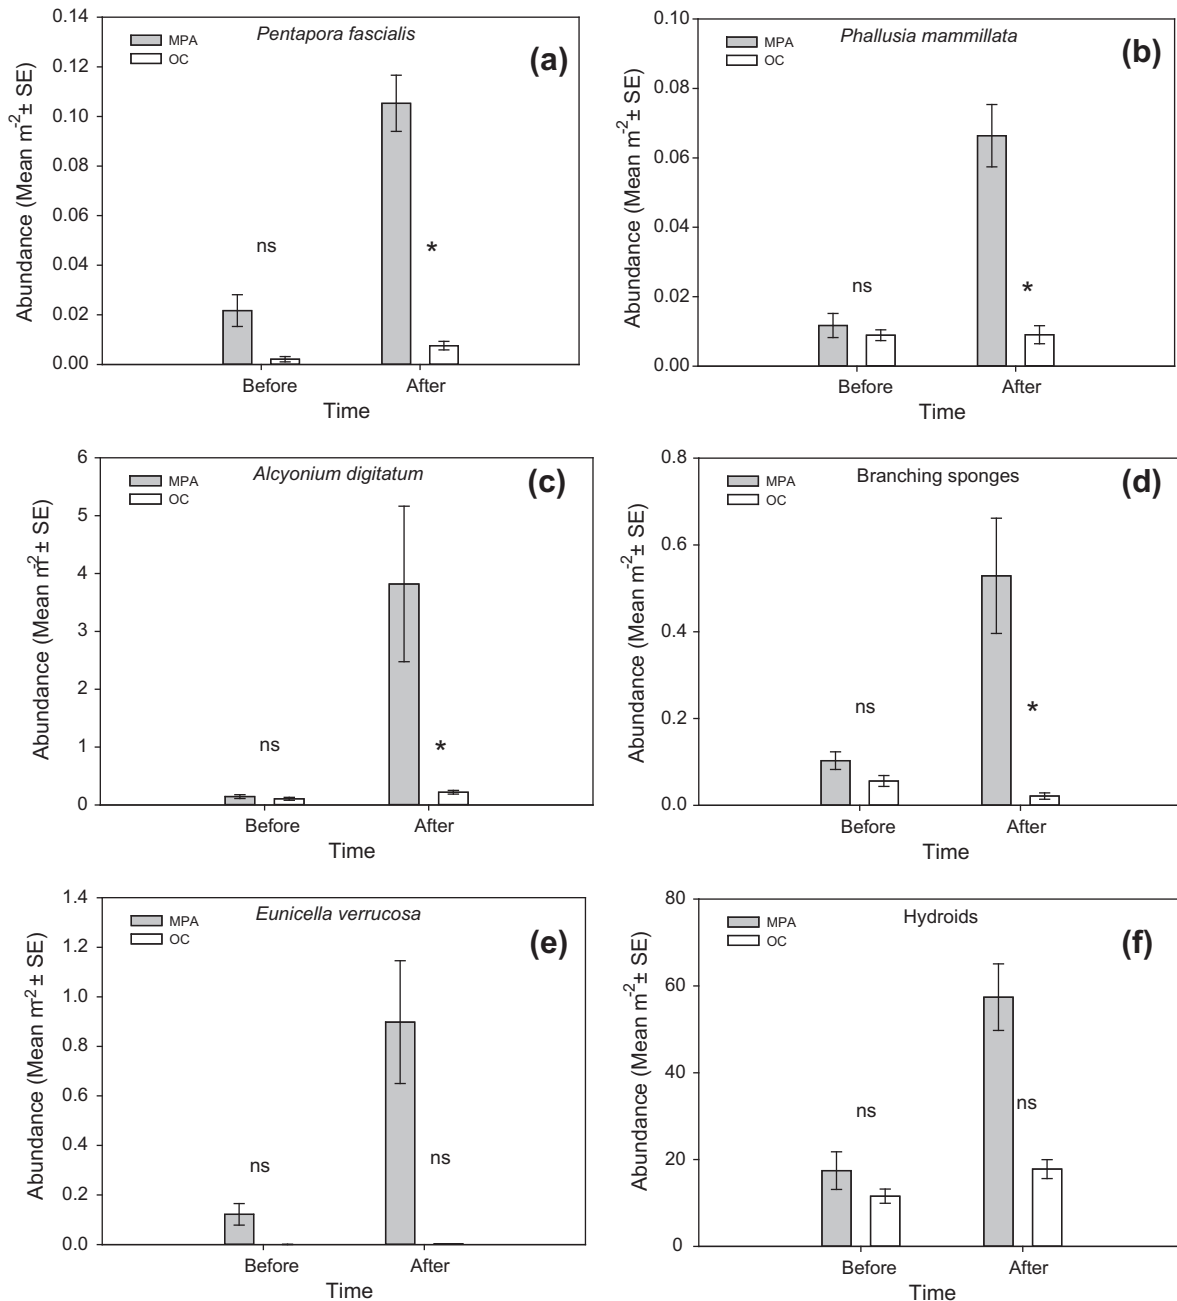 Pentapora fascialis
(a)
MPA
OC
Abundance (Mean m⁻² ± SE)
0.14
0.12
0.10
0.08
0.06
0.04
0.02
0.00
ns
*
Before
After
Time
Phallusia mammillata
(b)
MPA
OC
Abundance (Mean m⁻² ± SE)
0.10
0.08
0.06
0.04
0.02
0.00
ns
*
Before
After
Time
Alcyonium digitatum
(c)
MPA
OC
Abundance (Mean m⁻² ± SE)
6
5
4
3
2
1
0
ns
*
Before
After
Time
Branching sponges
(d)
MPA
OC
Abundance (Mean m⁻² ± SE)
0.8
0.6
0.4
0.2
0.0
ns
*
Before
After
Time
Eunicella verrucosa
(e)
MPA
OC
Abundance (Mean m⁻² ± SE)
1.4
1.2
1.0
0.8
0.6
0.4
0.2
0.0
ns
ns
Before
After
Time
Hydroids
(f)
MPA
OC
Abundance (Mean m⁻² ± SE)
80
60
40
20
0
ns
ns
Before
After
Time